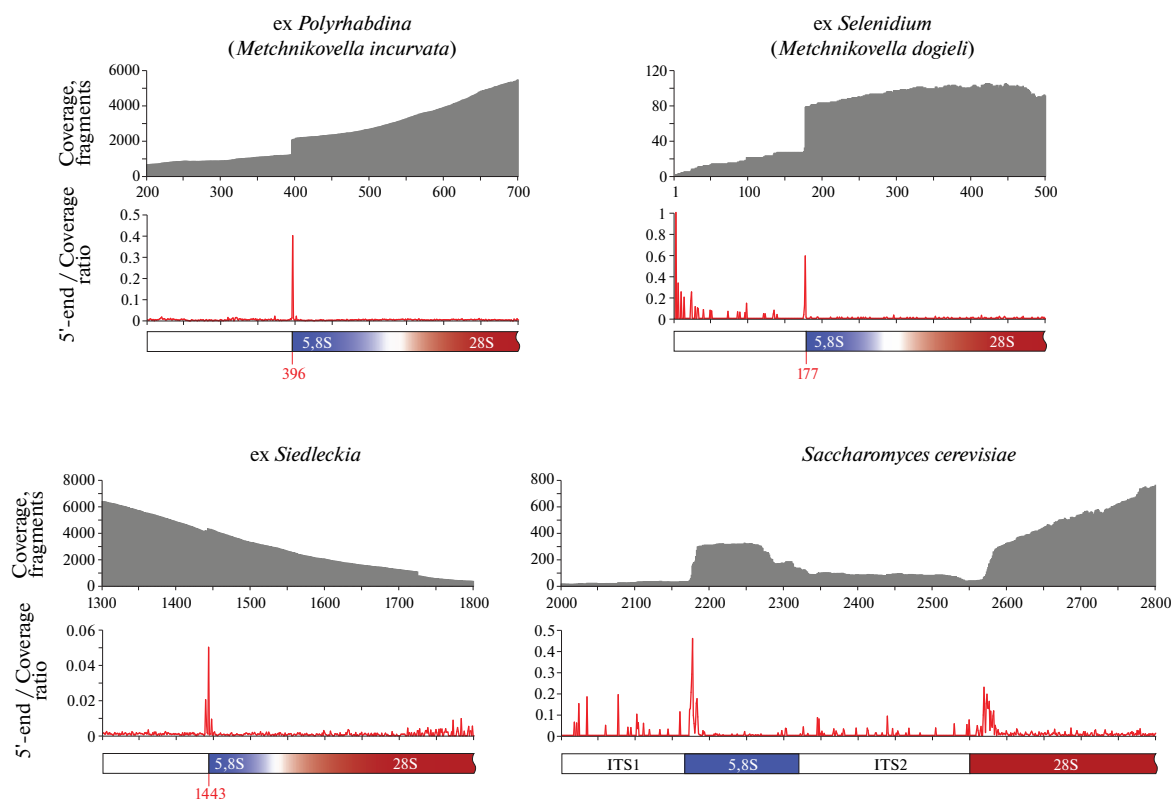 ex Polyrhabdina
(Metchnikovella incurvata)
Coverage,
fragments
6000
4000
2000
0
200 300 400 500 600 700
5'-end / Coverage
ratio
0.5
0.4
0.3
0.2
0.1
0
5,8S 28S
396
ex Selenidium
(Metchnikovella dogieli)
120
80
40
0
1 100 200 300 400 500
1
0.8
0.6
0.4
0.2
0
5,8S 28S
177
ex Siedleckia
Coverage,
fragments
8000
6000
4000
2000
0
1300 1400 1500 1600 1700 1800
5'-end / Coverage
ratio
0.06
0.04
0.02
0
5,8S 28S
1443
Saccharomyces cerevisiae
800
600
400
200
0
2000 2100 2200 2300 2400 2500 2600 2700 2800
0.5
0.4
0.3
0.2
0.1
0
ITS1 5,8S ITS2 28S